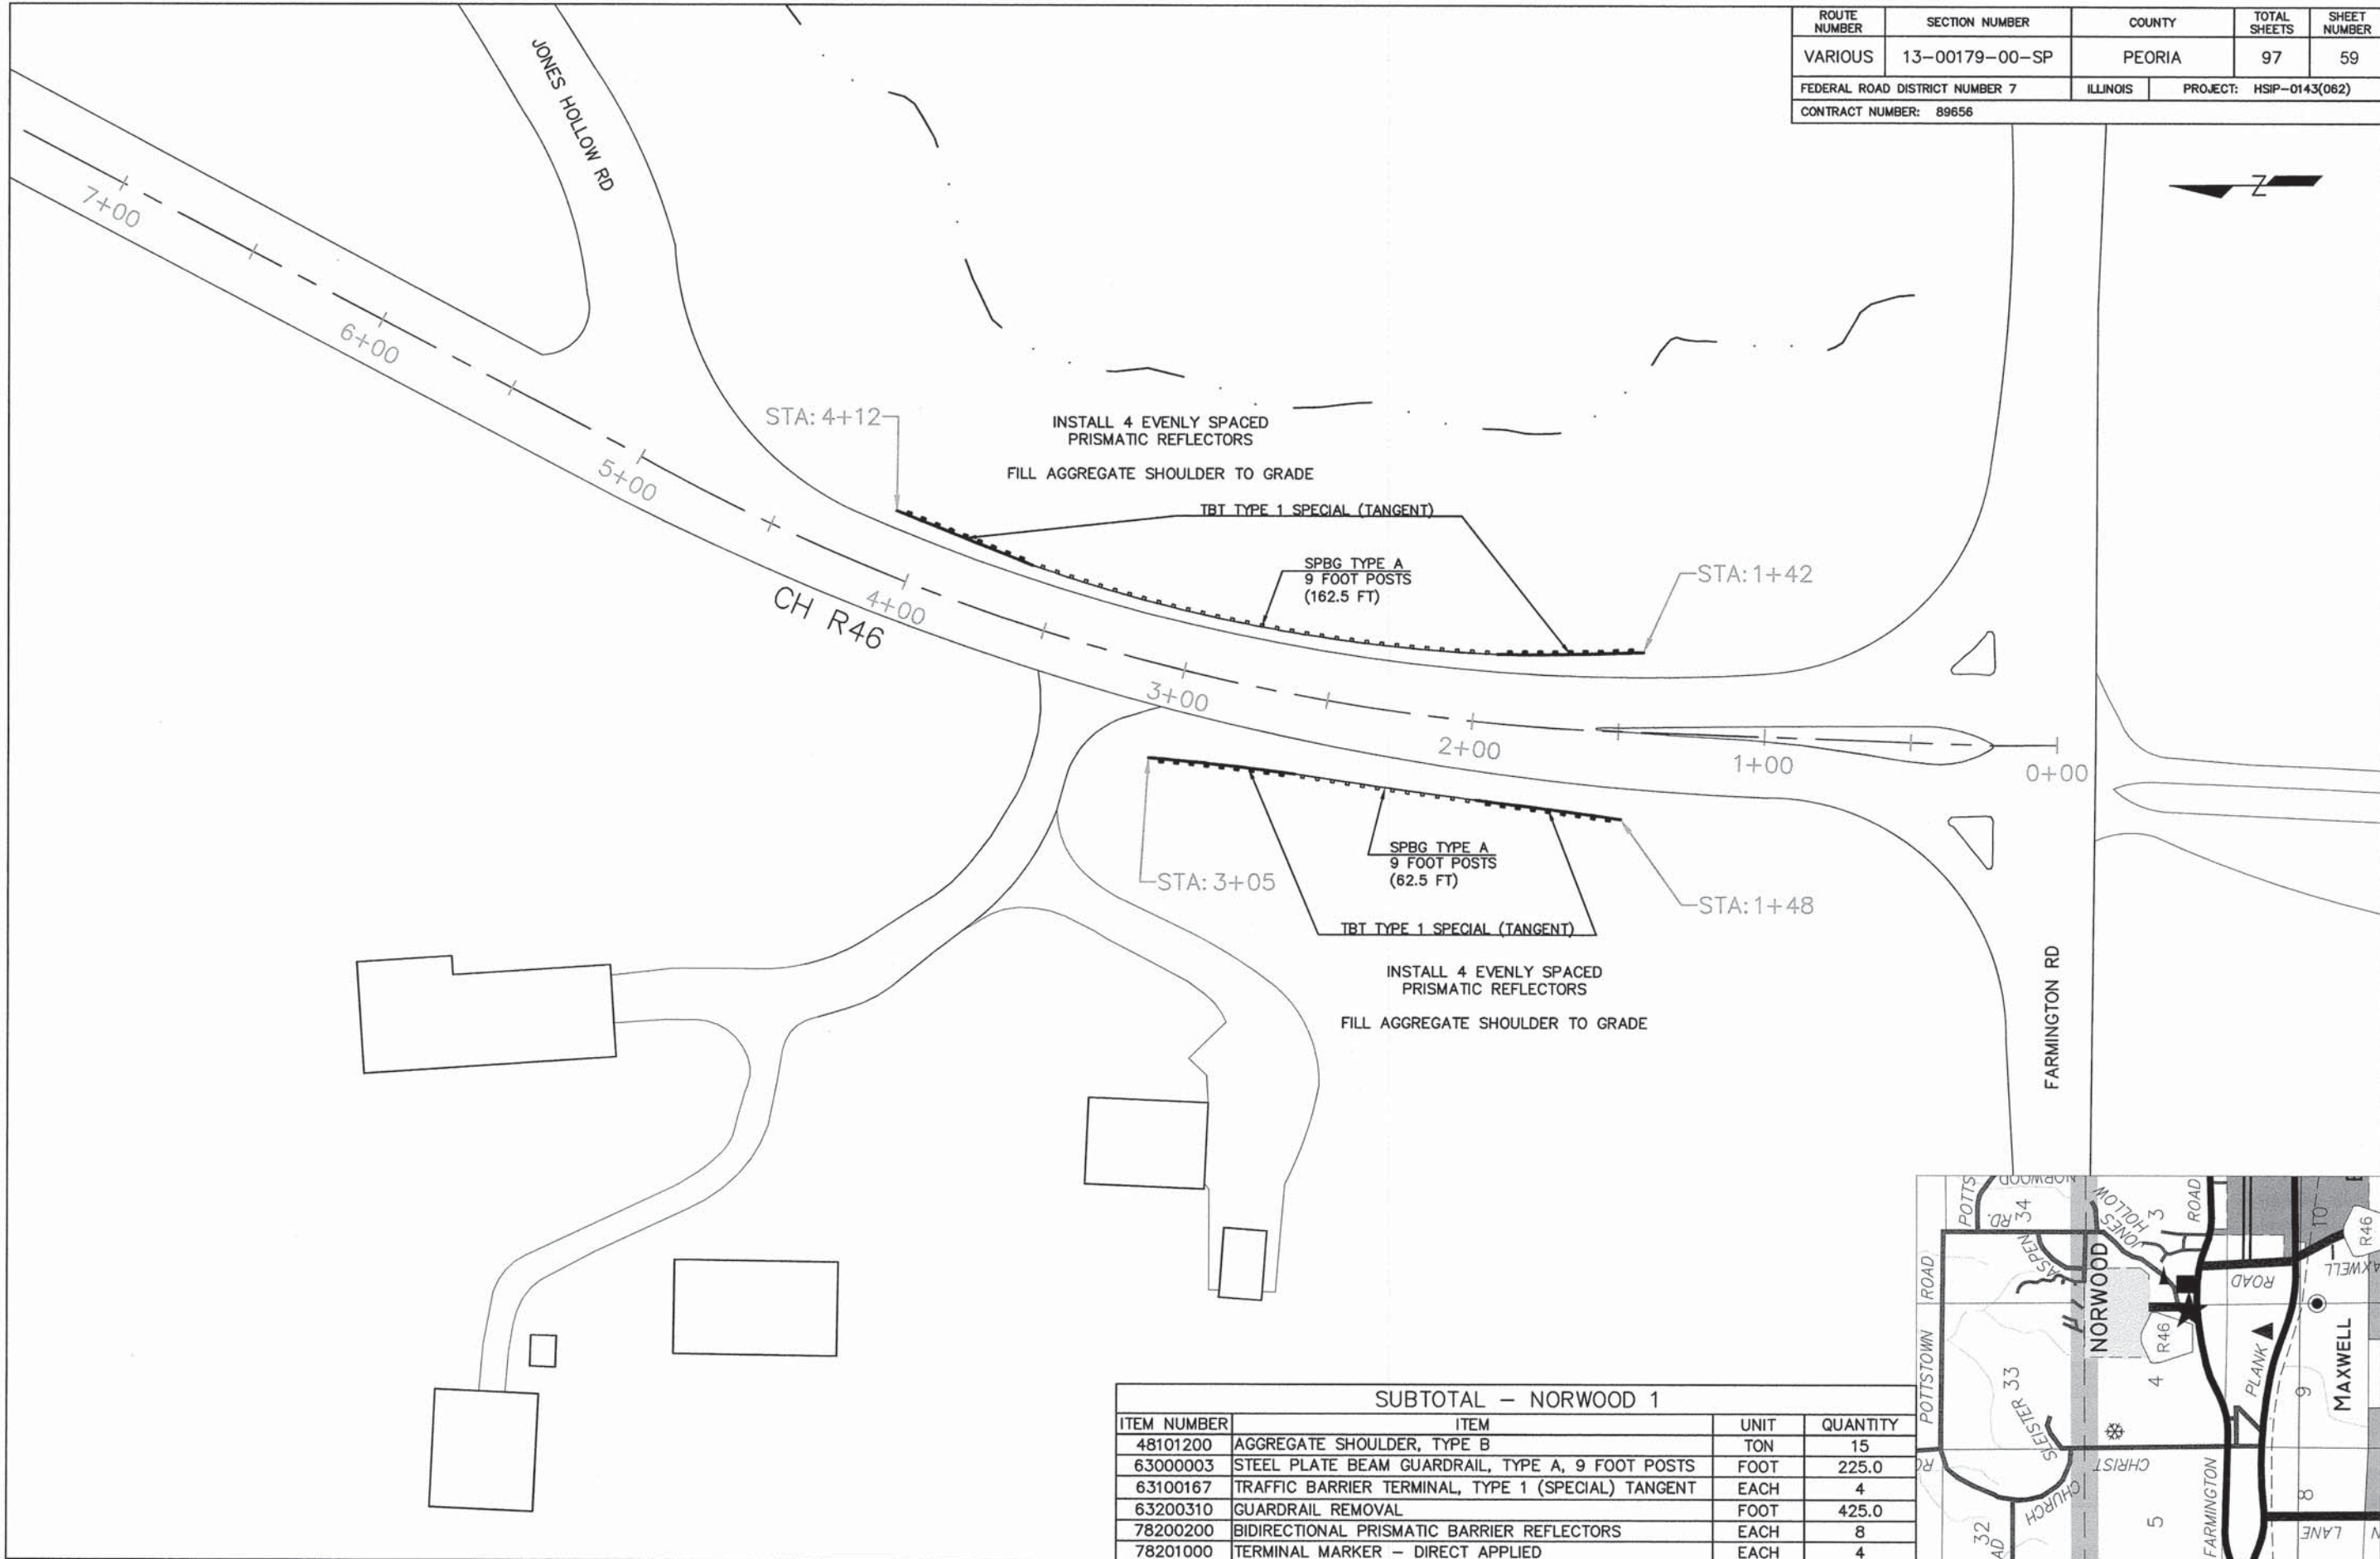 ROUTE NUMBER SECTION NUMBER COUNTY TOTAL SHEETS SHEET NUMBER
VARIOUS 13-00179-00-SP PEORIA 97 59
FEDERAL ROAD DISTRICT NUMBER 7 ILLINOIS PROJECT: HSIP-0143(062)
CONTRACT NUMBER: 89656
JONES HOLLOW RD
Z
7+00
6+00
5+00
4+00
3+00
2+00
1+00
0+00
CH R46
STA: 4+12
INSTALL 4 EVENLY SPACED
PRISMATIC REFLECTORS
FILL AGGREGATE SHOULDER TO GRADE
TBT TYPE 1 SPECIAL (TANGENT)
SPBG TYPE A
9 FOOT POSTS
(162.5 FT)
STA: 1+42
STA: 3+05
SPBG TYPE A
9 FOOT POSTS
(62.5 FT)
STA: 1+48
TBT TYPE 1 SPECIAL (TANGENT)
INSTALL 4 EVENLY SPACED
PRISMATIC REFLECTORS
FILL AGGREGATE SHOULDER TO GRADE
FARMINGTON RD
SUBTOTAL - NORWOOD 1
ITEM NUMBER ITEM UNIT QUANTITY
48101200 AGGREGATE SHOULDER, TYPE B TON 15
63000003 STEEL PLATE BEAM GUARDRAIL, TYPE A, 9 FOOT POSTS FOOT 225.0
63100167 TRAFFIC BARRIER TERMINAL, TYPE 1 (SPECIAL) TANGENT EACH 4
63200310 GUARDRAIL REMOVAL FOOT 425.0
78200200 BIDIRECTIONAL PRISMATIC BARRIER REFLECTORS EACH 8
78201000 TERMINAL MARKER - DIRECT APPLIED EACH 4
POTTS
RD.
34
NORWOOD
JONES
HOLLOW
3
ROAD
10
R46
ASPEN
NORWOOD
ROAD
MAXWELL
POTTSTOWN ROAD
R46
PLANK
MAXWELL
33
SLEISTER
4
9
CHRIST
CHURCH
32
5
FARMINGTON
8
LANE